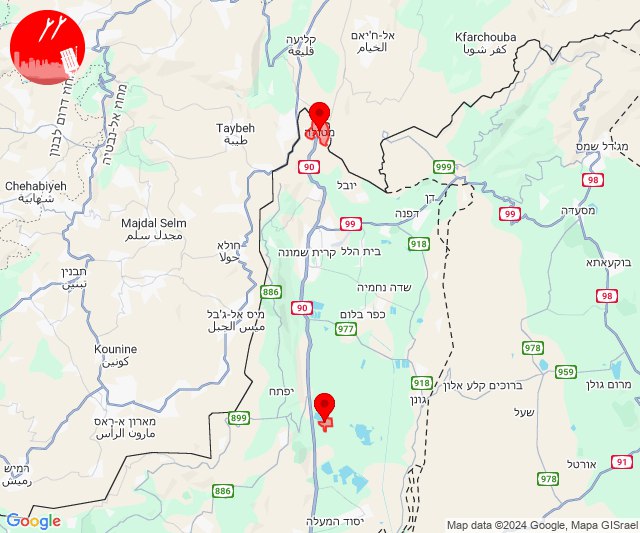 קליעה
قليعة
אל-ח'יאם
الخيام
Kfarchouba
كفر شوبا
מחוז דרום לבנון
מחוז אל-נבטיה
Taybeh
طيبة
מטולה
90
יובל
999
דן
מג'דל שמס
98
Chehabiyeh
شهابية
Majdal Selm
مجدل سلم
99
דפנה
99
מסעדה
חולא
حولا
קרית שמונה
בית הלל
918
בוקעאתא
תבנין
تبنين
886
שדה נחמיה
98
מיס אל-ג'בל
ميس الجبل
90
כפר בלום
977
Kounine
كونين
978
959
יפתח
918
גונן
ברוכים קלע אלון
מרום גולן
מארון א-ראס
مارون الرأس
899
שעל
רמיש
رميش
886
אורטל
91
978
יסוד המעלה
Google
Map data ©2024 Google, Mapa GISrael